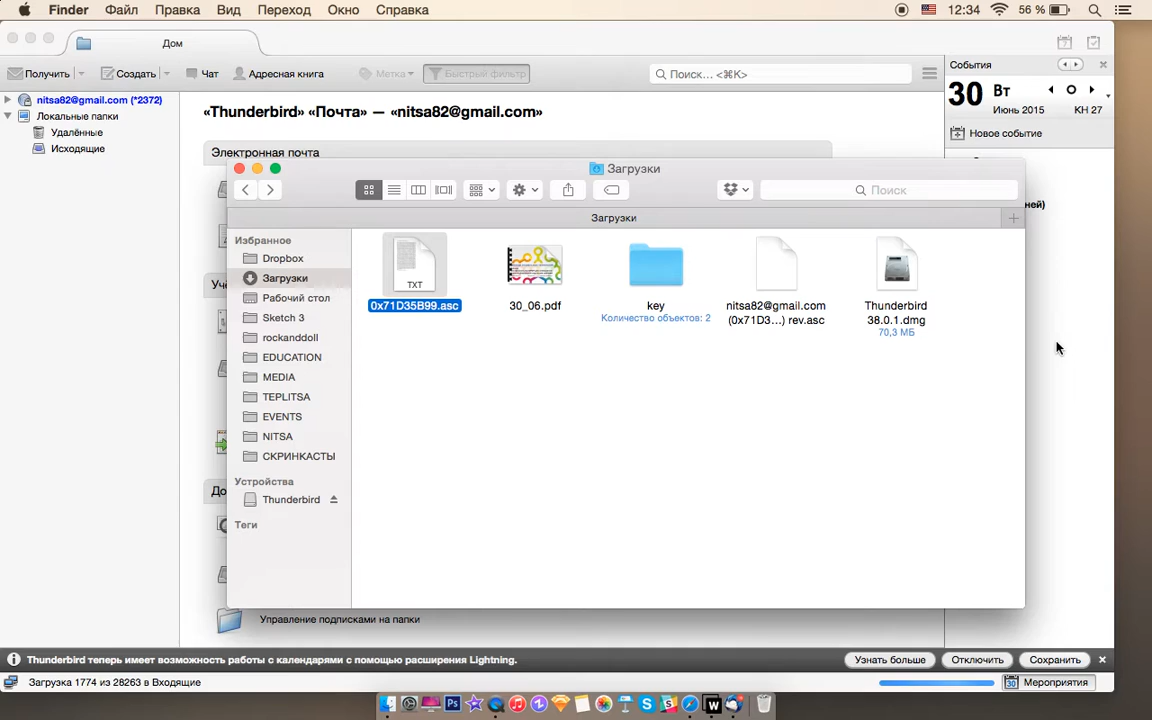 Finder Файл Правка Вид Переход Окно Справка 12:34 56 %
Дом
Получить Создать Чат Адресная книга Метка Быстрый фильтр Поиск... <⌘K>
События
30 Вт
Июнь 2015 КН 27
Новое событие
ней)
nitsa82@gmail.com (*2372)
Локальные папки
Удалённые
Исходящие
«Thunderbird» «Почта» — «nitsa82@gmail.com»
Электронная почта
Учё
До
Загрузки
Поиск
Загрузки
Избранное
Dropbox
Загрузки
Рабочий стол
Sketch 3
rockanddoll
EDUCATION
MEDIA
TEPLITSA
EVENTS
NITSA
СКРИНКАСТЫ
Устройства
Thunderbird
Теги
TXT
0x71D35B99.asc
30_06.pdf
key
Количество объектов: 2
nitsa82@gmail.com
(0x71D3...) rev.asc
Thunderbird
38.0.1.dmg
70,3 МБ
Управление подписками на папки
Thunderbird теперь имеет возможность работы с календарями с помощью расширения Lightning. Узнать больше Отключить Сохранить
Загрузка 1774 из 28263 в Входящие 30 Мероприятия